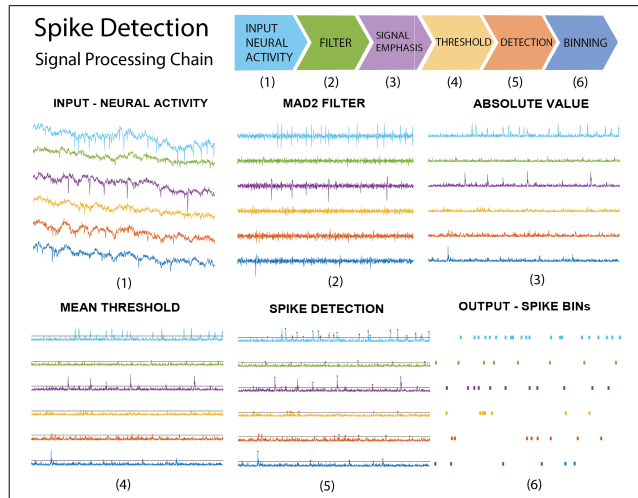 Spike Detection
Signal Processing Chain
INPUT
NEURAL
ACTIVITY
FILTER
SIGNAL
EMPHASIS
THRESHOLD
DETECTION
BINNING
(1)
(2)
(3)
(4)
(5)
(6)
INPUT - NEURAL ACTIVITY
MAD2 FILTER
ABSOLUTE VALUE
(1)
(2)
(3)
MEAN THRESHOLD
SPIKE DETECTION
OUTPUT - SPIKE BINs
(4)
(5)
(6)